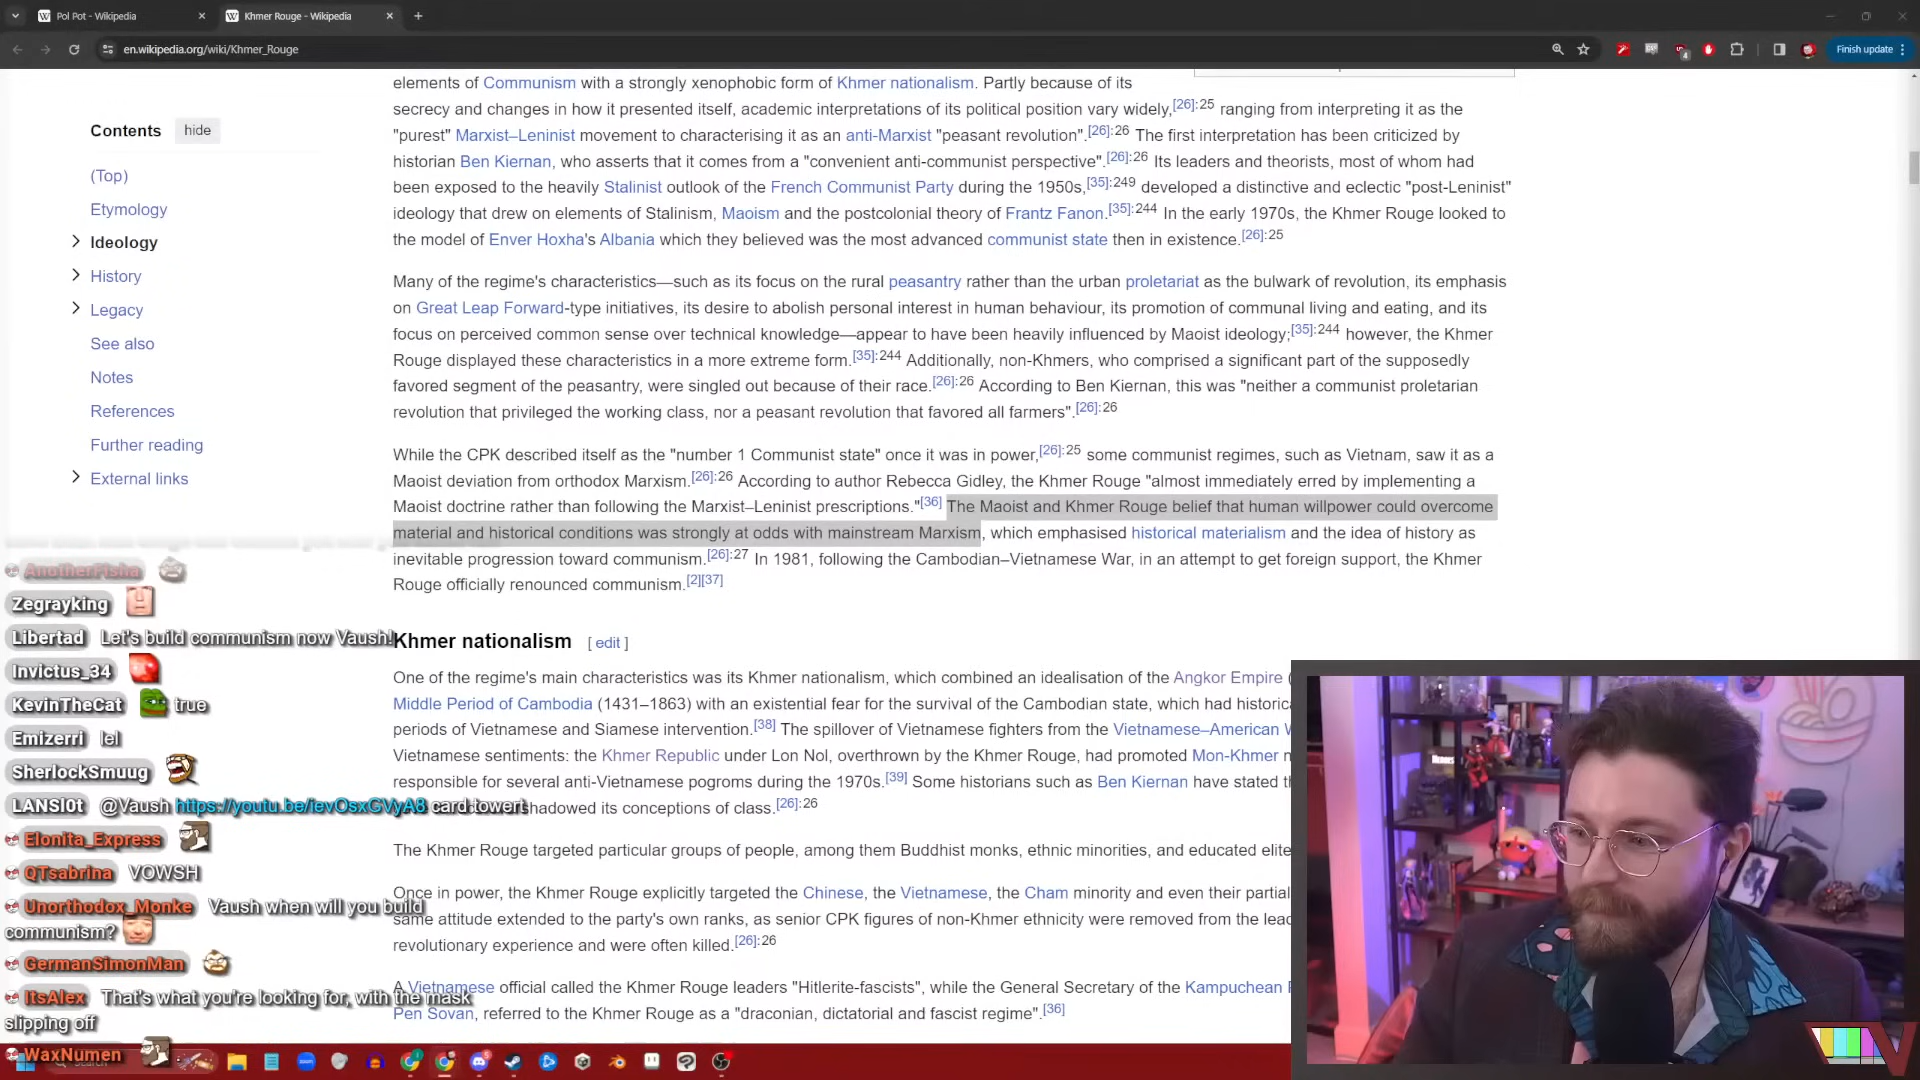 Pol Pot - Wikipedia
Khmer Rouge - Wikipedia
en.wikipedia.org/wiki/Khmer_Rouge
Finish update
Contents hide
(Top)
Etymology
Ideology
History
Legacy
See also
Notes
References
Further reading
External links
elements of Communism with a strongly xenophobic form of Khmer nationalism. Partly because of its
secrecy and changes in how it presented itself, academic interpretations of its political position vary widely,[26]:25 ranging from interpreting it as the
"purest" Marxist–Leninist movement to characterising it as an anti-Marxist "peasant revolution".[26]:26 The first interpretation has been criticized by
historian Ben Kiernan, who asserts that it comes from a "convenient anti-communist perspective".[26]:26 Its leaders and theorists, most of whom had
been exposed to the heavily Stalinist outlook of the French Communist Party during the 1950s,[35]:249 developed a distinctive and eclectic "post-Leninist"
ideology that drew on elements of Stalinism, Maoism and the postcolonial theory of Frantz Fanon.[35]:244 In the early 1970s, the Khmer Rouge looked to
the model of Enver Hoxha's Albania which they believed was the most advanced communist state then in existence.[26]:25
Many of the regime's characteristics—such as its focus on the rural peasantry rather than the urban proletariat as the bulwark of revolution, its emphasis
on Great Leap Forward-type initiatives, its desire to abolish personal interest in human behaviour, its promotion of communal living and eating, and its
focus on perceived common sense over technical knowledge—appear to have been heavily influenced by Maoist ideology;[35]:244 however, the Khmer
Rouge displayed these characteristics in a more extreme form.[35]:244 Additionally, non-Khmers, who comprised a significant part of the supposedly
favored segment of the peasantry, were singled out because of their race.[26]:26 According to Ben Kiernan, this was "neither a communist proletarian
revolution that privileged the working class, nor a peasant revolution that favored all farmers".[26]:26
While the CPK described itself as the "number 1 Communist state" once it was in power,[26]:25 some communist regimes, such as Vietnam, saw it as a
Maoist deviation from orthodox Marxism.[26]:26 According to author Rebecca Gidley, the Khmer Rouge "almost immediately erred by implementing a
Maoist doctrine rather than following the Marxist–Leninist prescriptions."[36] The Maoist and Khmer Rouge belief that human willpower could overcome
material and historical conditions was strongly at odds with mainstream Marxism, which emphasised historical materialism and the idea of history as
inevitable progression toward communism.[26]:27 In 1981, following the Cambodian–Vietnamese War, in an attempt to get foreign support, the Khmer
Rouge officially renounced communism.[2][37]
Khmer nationalism [ edit ]
One of the regime's main characteristics was its Khmer nationalism, which combined an idealisation of the Angkor Empire (
Middle Period of Cambodia (1431–1863) with an existential fear for the survival of the Cambodian state, which had historica
periods of Vietnamese and Siamese intervention.[38] The spillover of Vietnamese fighters from the Vietnamese–American W
Vietnamese sentiments: the Khmer Republic under Lon Nol, overthrown by the Khmer Rouge, had promoted Mon-Khmer n
responsible for several anti-Vietnamese pogroms during the 1970s.[39] Some historians such as Ben Kiernan have stated th
shadowed its conceptions of class.[26]:26
The Khmer Rouge targeted particular groups of people, among them Buddhist monks, ethnic minorities, and educated elite
Once in power, the Khmer Rouge explicitly targeted the Chinese, the Vietnamese, the Cham minority and even their partial
same attitude extended to the party's own ranks, as senior CPK figures of non-Khmer ethnicity were removed from the lea
revolutionary experience and were often killed.[26]:26
A Vietnamese official called the Khmer Rouge leaders "Hitlerite-fascists", while the General Secretary of the Kampuchean
Pen Sovan, referred to the Khmer Rouge as a "draconian, dictatorial and fascist regime".[36]
AnotherFisha
Zegrayking
Libertad Let's build communism now Vaush!
Invictus_34
KevinTheCat true
Emizerri lel
SherlockSmuug
LANSI0t @Vaush https://youtu.be/ievOsxGVyA8 card towert
Elonita_Express
QTsabrina VOWSH
Unorthodox_Monke Vaush when will you build
communism?
GermanSimonMan
ItsAlex That's what you're looking for, with the mask
slipping off
WaxNumen
Search